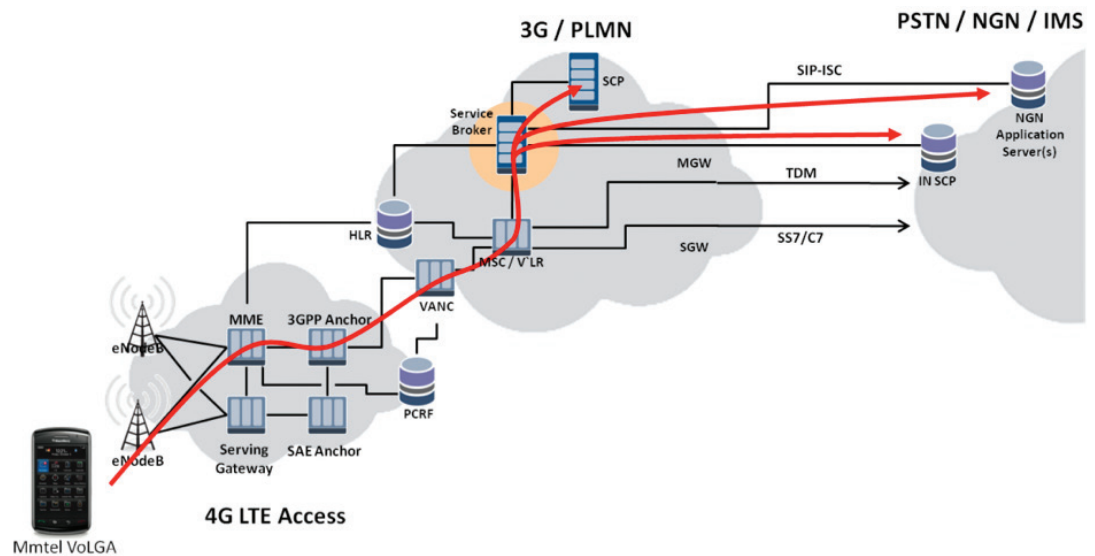 3G / PLMN
PSTN / NGN / IMS
SCP
SIP-ISC
Service
Broker
NGN
Application
Server(s)
MGW
TDM
IN SCP
HLR
SGW
SS7/C7
MSC / V'LR
VANC
MME
3GPP Anchor
eNodeB
PCRF
eNodeB
Serving
Gateway
SAE Anchor
4G LTE Access
Mmtel VoLGA